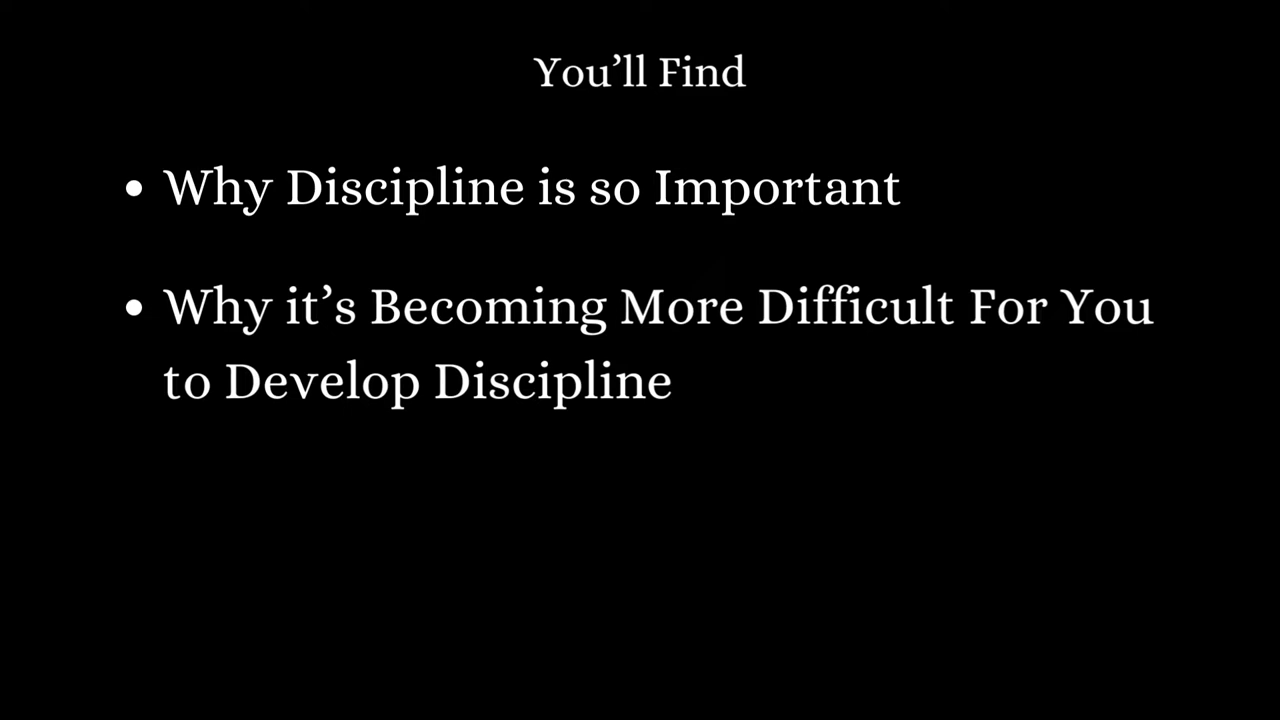 You’ll Find
• Why Discipline is so Important
• Why it’s Becoming More Difficult For You
to Develop Discipline